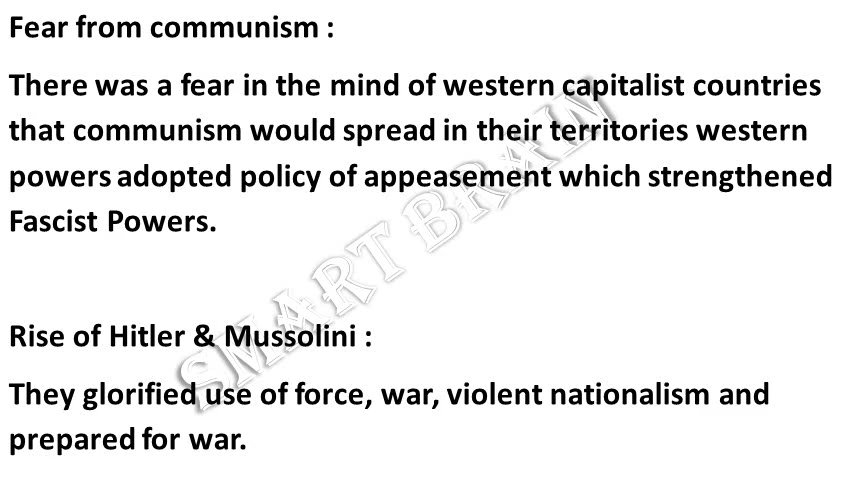 Fear from communism :
There was a fear in the mind of western capitalist countries
that communism would spread in their territories western
powers adopted policy of appeasement which strengthened
Fascist Powers.
SMART BRAIN
Rise of Hitler & Mussolini :
They glorified use of force, war, violent nationalism and
prepared for war.